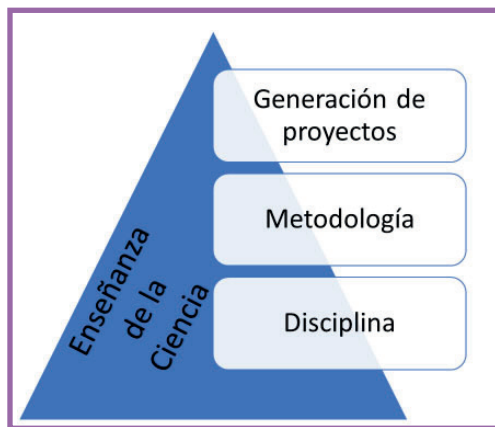 Generación de
proyectos
Metodología
Disciplina
Enseñanza
de la
Ciencia